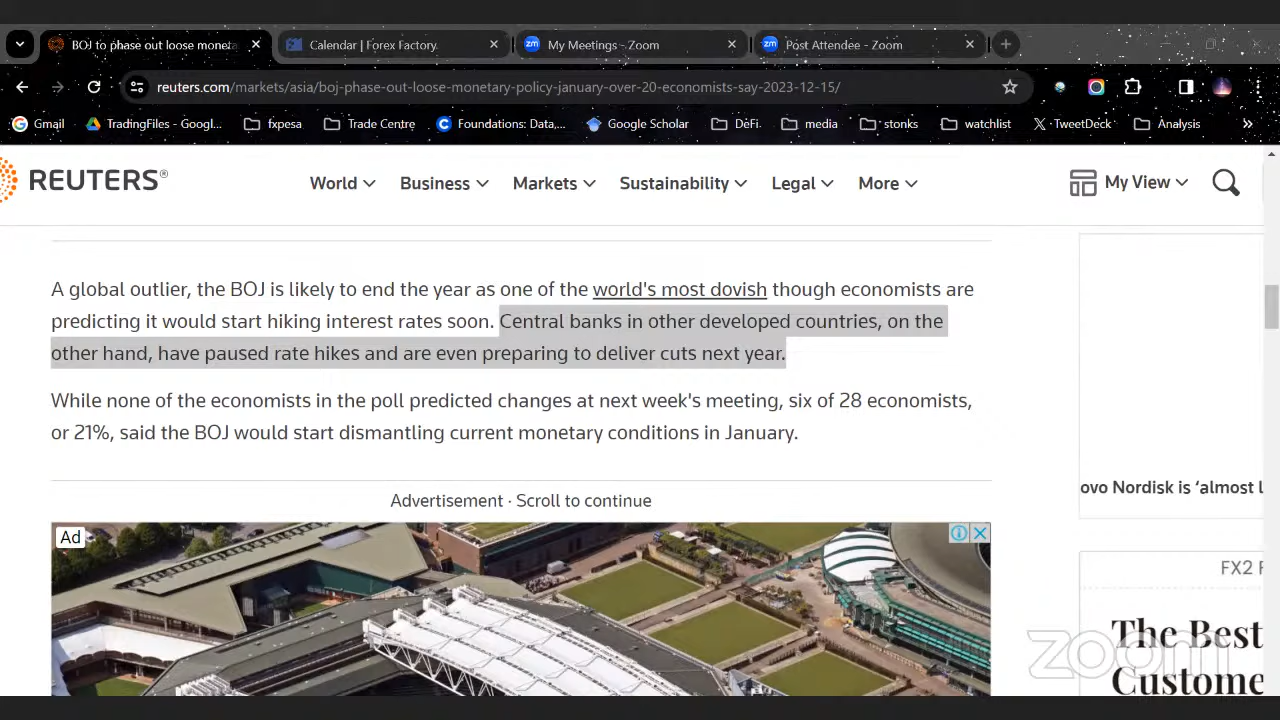 BOJ to phase out loose moneta
Calendar | Forex Factory
My Meetings - Zoom
Post Attendee - Zoom
reuters.com/markets/asia/boj-phase-out-loose-monetary-policy-january-over-20-economists-say-2023-12-15/
Gmail
TradingFiles - Googl...
fxpesa
Trade Centre
Foundations: Data,...
Google Scholar
DeFi
media
stonks
watchlist
TweetDeck
Analysis
REUTERS®
World
Business
Markets
Sustainability
Legal
More
My View
A global outlier, the BOJ is likely to end the year as one of the world's most dovish though economists are
predicting it would start hiking interest rates soon. Central banks in other developed countries, on the
other hand, have paused rate hikes and are even preparing to deliver cuts next year.
While none of the economists in the poll predicted changes at next week's meeting, six of 28 economists,
or 21%, said the BOJ would start dismantling current monetary conditions in January.
Advertisement · Scroll to continue
Ad
ovo Nordisk is ‘almost l
FX2 F
The Best
Custome
zoom